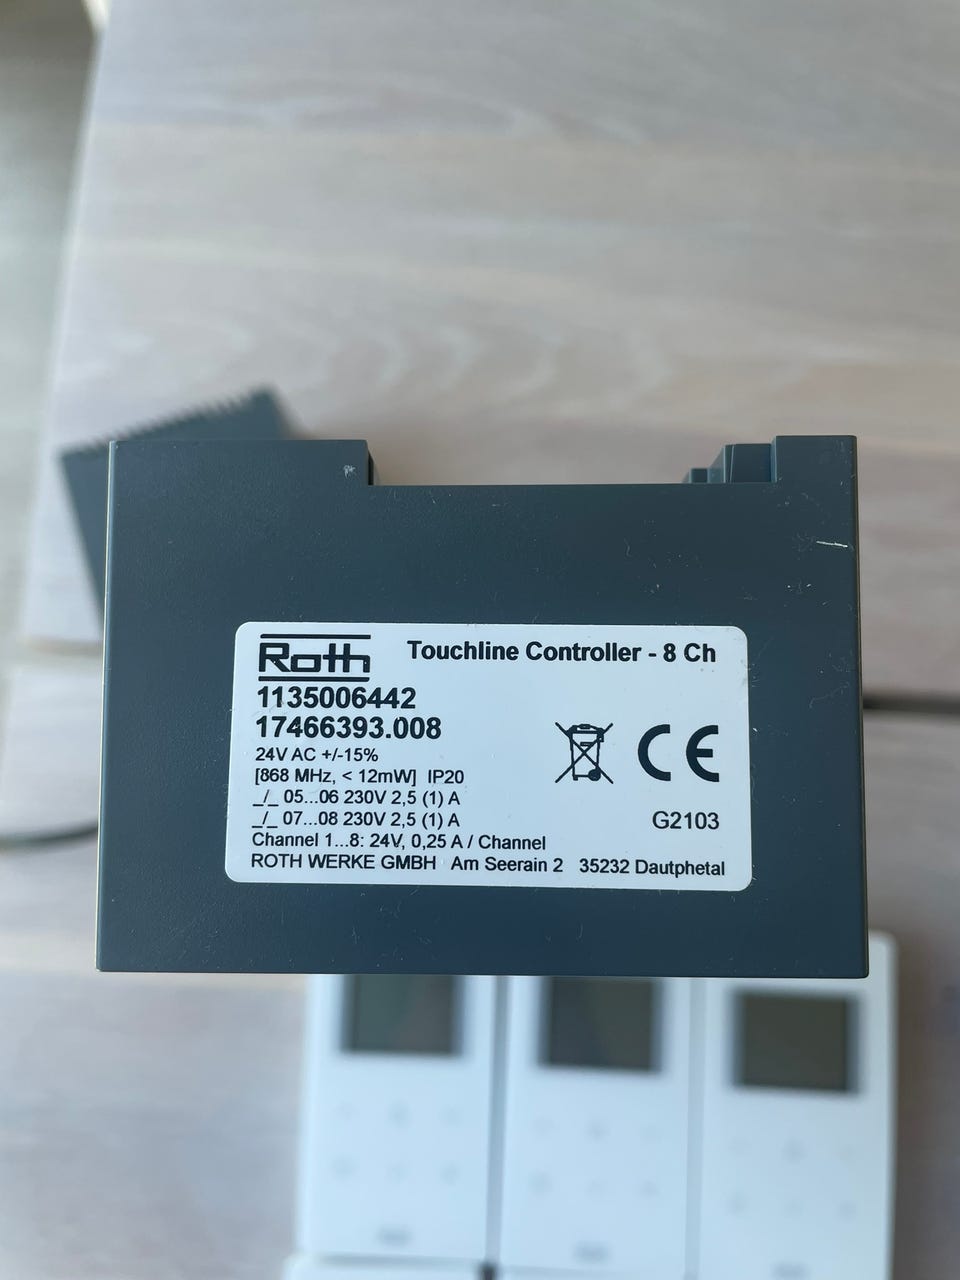 Roth Touchline Controller - 8 Ch
1135006442
17466393.008
24V AC +/-15%
[868 MHz, < 12mW] IP20
_/_ 05...06 230V 2,5 (1) A
_/_ 07...08 230V 2,5 (1) A
G2103
Channel 1...8: 24V, 0,25 A / Channel
ROTH WERKE GMBH Am Seerain 2 35232 Dautphetal